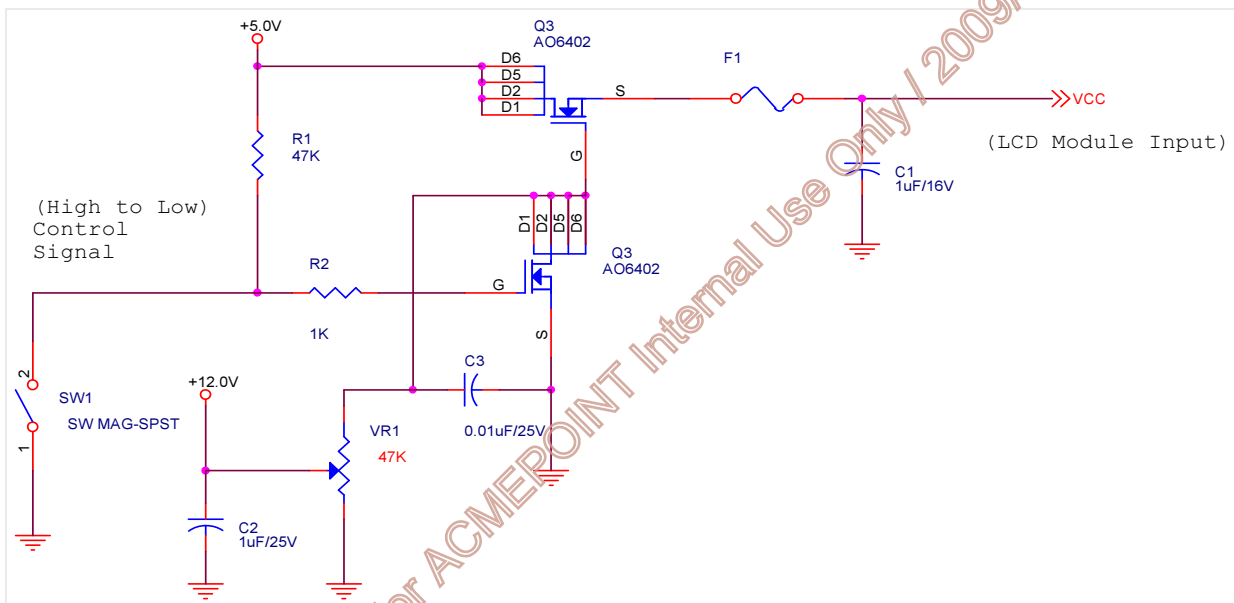 +5.0V
Q3
AO6402
D6
D5
D2
D1
S
G
F1
VCC
(LCD Module Input)
C1
1uF/16V
R1
47K
(High to Low)
Control
Signal
R2
1K
G
D1
D2
D5
D6
Q3
AO6402
S
C3
0.01uF/25V
+12.0V
2
SW1
SW MAG-SPST
1
VR1
47K
C2
1uF/25V
or ACMEPOINT Internal Use Only / 2009/